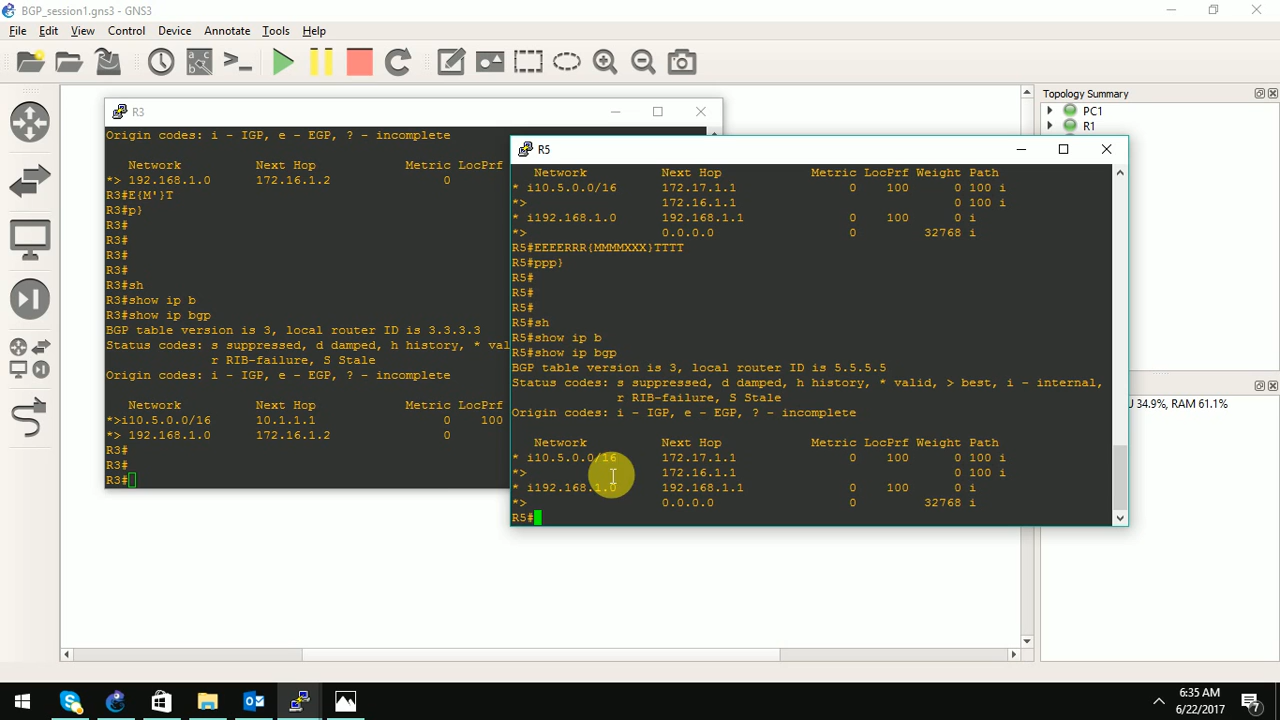 BGP_session1.gns3 - GNS3
File Edit View Control Device Annotate Tools Help
R3
Origin codes: i - IGP, e - EGP, ? - incomplete
Network Next Hop Metric LocPrf
*> 192.168.1.0 172.16.1.2 0
R3#E{M'}T
R3#p}
R3#
R3#
R3#
R3#
R3#sh
R3#show ip b
R3#show ip bgp
BGP table version is 3, local router ID is 3.3.3.3
Status codes: s suppressed, d damped, h history, * val
r RIB-failure, S Stale
Origin codes: i - IGP, e - EGP, ? - incomplete
Network Next Hop Metric LocPrf
*>i10.5.0.0/16 10.1.1.1 0 100
*> 192.168.1.0 172.16.1.2 0
R3#
R3#
R3#
R5
Network Next Hop Metric LocPrf Weight Path
* i10.5.0.0/16 172.17.1.1 0 100 0 100 i
*> 172.16.1.1 0 100 i
* i192.168.1.0 192.168.1.1 0 100 0 i
*> 0.0.0.0 0 32768 i
R5#EEEERRR{MMMMXXX}TTTT
R5#ppp}
R5#
R5#
R5#
R5#sh
R5#show ip b
R5#show ip bgp
BGP table version is 3, local router ID is 5.5.5.5
Status codes: s suppressed, d damped, h history, * valid, > best, i - internal,
r RIB-failure, S Stale
Origin codes: i - IGP, e - EGP, ? - incomplete
Network Next Hop Metric LocPrf Weight Path
* i10.5.0.0/16 172.17.1.1 0 100 0 100 i
*> 172.16.1.1 0 100 i
* i192.168.1.0 192.168.1.1 0 100 0 i
*> 0.0.0.0 0 32768 i
R5#
Topology Summary
PC1
R1
U 34.9%, RAM 61.1%
6:35 AM
6/22/2017
7